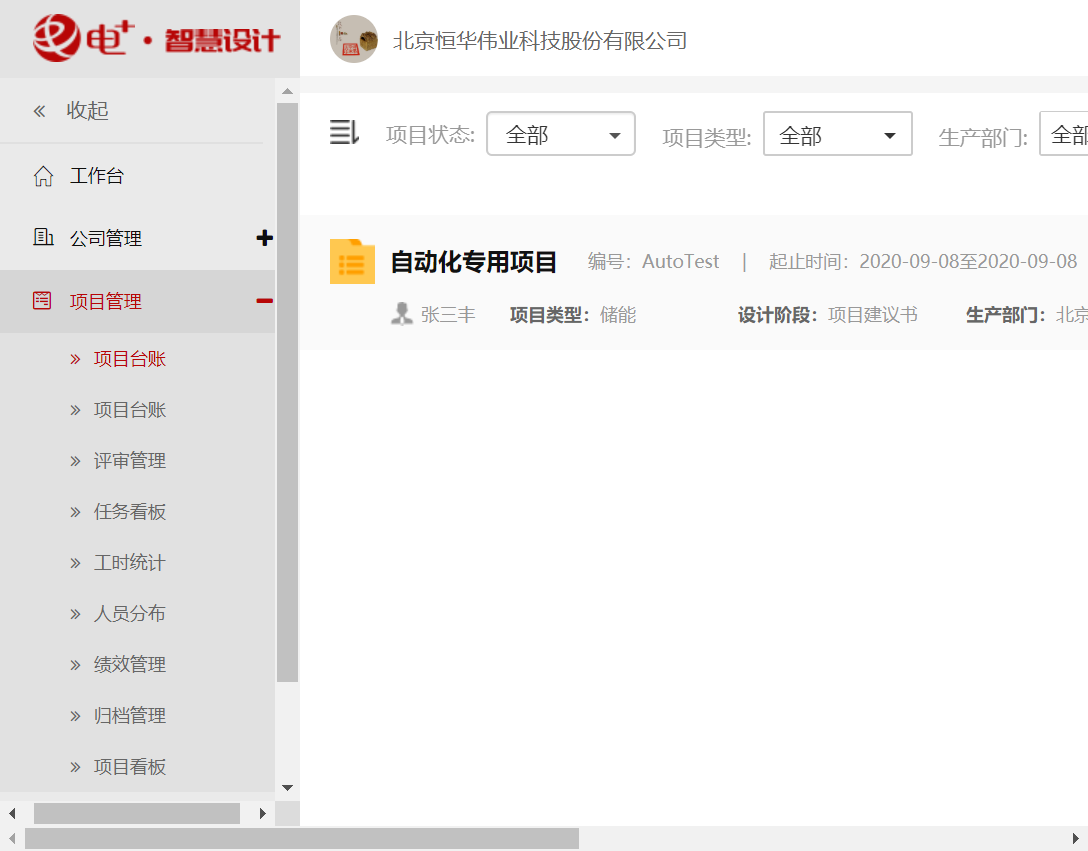 电+·智慧设计
北京恒华伟业科技股份有限公司
收起
项目状态: 全部 项目类型: 全部 生产部门: 全部
工作台
公司管理
自动化专用项目 编号: AutoTest | 起止时间: 2020-09-08至2020-09-08
项目管理
张三丰 项目类型: 储能 设计阶段: 项目建议书 生产部门: 北京
项目台账
项目台账
评审管理
任务看板
工时统计
人员分布
绩效管理
归档管理
项目看板